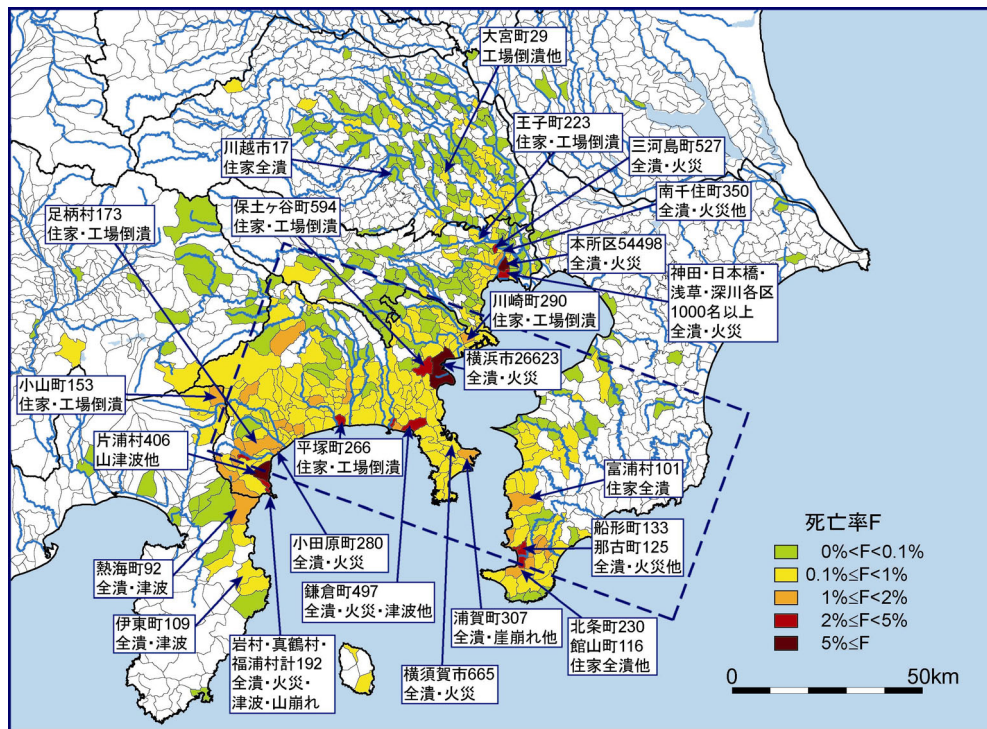 大宮町29
工場倒潰他
王子町223
住家・工場倒潰
三河島町527
全潰・火災
川越市17
住家全潰
南千住町350
全潰・火災他
足柄村173
住家・工場倒潰
保土ヶ谷町594
住家・工場倒潰
本所区54498
全潰・火災
神田・日本橋・
浅草・深川各区
1000名以上
全潰・火災
川崎町290
住家・工場倒潰
横浜市26623
全潰・火災
小山町153
住家・工場倒潰
片浦村406
山津波他
平塚町266
住家・工場倒潰
富浦村101
住家全潰
船形町133
那古町125
全潰・火災他
小田原町280
全潰・火災
熱海町92
全潰・津波
鎌倉町497
全潰・火災・津波他
浦賀町307
全潰・崖崩れ他
北条町230
館山町116
住家全潰他
伊東町109
全潰・津波
岩村・真鶴村・
福浦村計192
全潰・火災・
津波・山崩れ
横須賀市665
全潰・火災
死亡率F
0%<F<0.1%
0.1%≤F<1%
1%≤F<2%
2%≤F<5%
5%≤F
0 50km